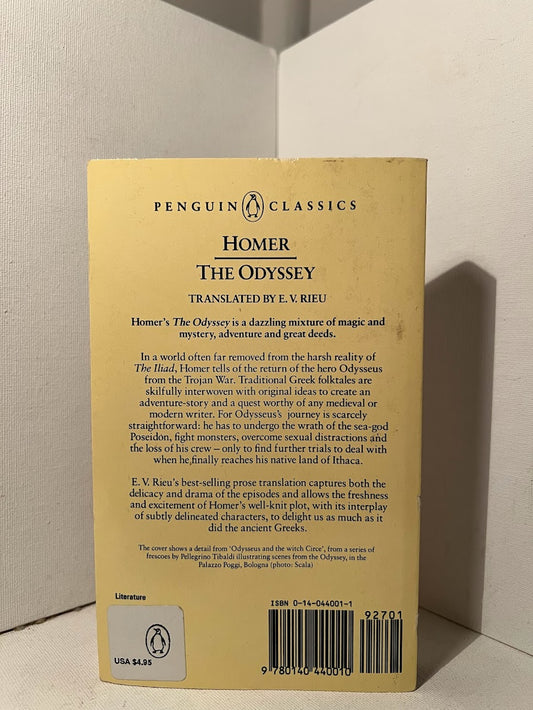 PENGUIN CLASSICS
HOMER
THE ODYSSEY
TRANSLATED BY E. V. RIEU
Homer's The Odyssey is a dazzling mixture of magic and
mystery, adventure and great deeds.
In a world often far removed from the harsh reality of
The Iliad, Homer tells of the return of the hero Odysseus
from the Trojan War. Traditional Greek folktales are
skilfully interwoven with original ideas to create an
adventure-story and a quest worthy of any medieval or
modern writer. For Odysseus's journey is scarcely
straightforward: he has to undergo the wrath of the sea-god
Poseidon, fight monsters, overcome sexual distractions and
the loss of his crew – only to find further trials to deal with
when he finally reaches his native land of Ithaca.
E. V. Rieu's best-selling prose translation captures both the
delicacy and drama of the episodes and allows the freshness
and excitement of Homer's well-knit plot, with its interplay
of subtly delineated characters, to delight us as much as it
did the ancient Greeks.
The cover shows a detail from 'Odysseus and the witch Circe', from a series of
frescoes by Pellegrino Tibaldi illustrating scenes from the Odyssey, in the
Palazzo Poggi, Bologna (photo: Scala)
Literature
USA $4.95
ISBN 0-14-044001-1
92701
9 780140 440010